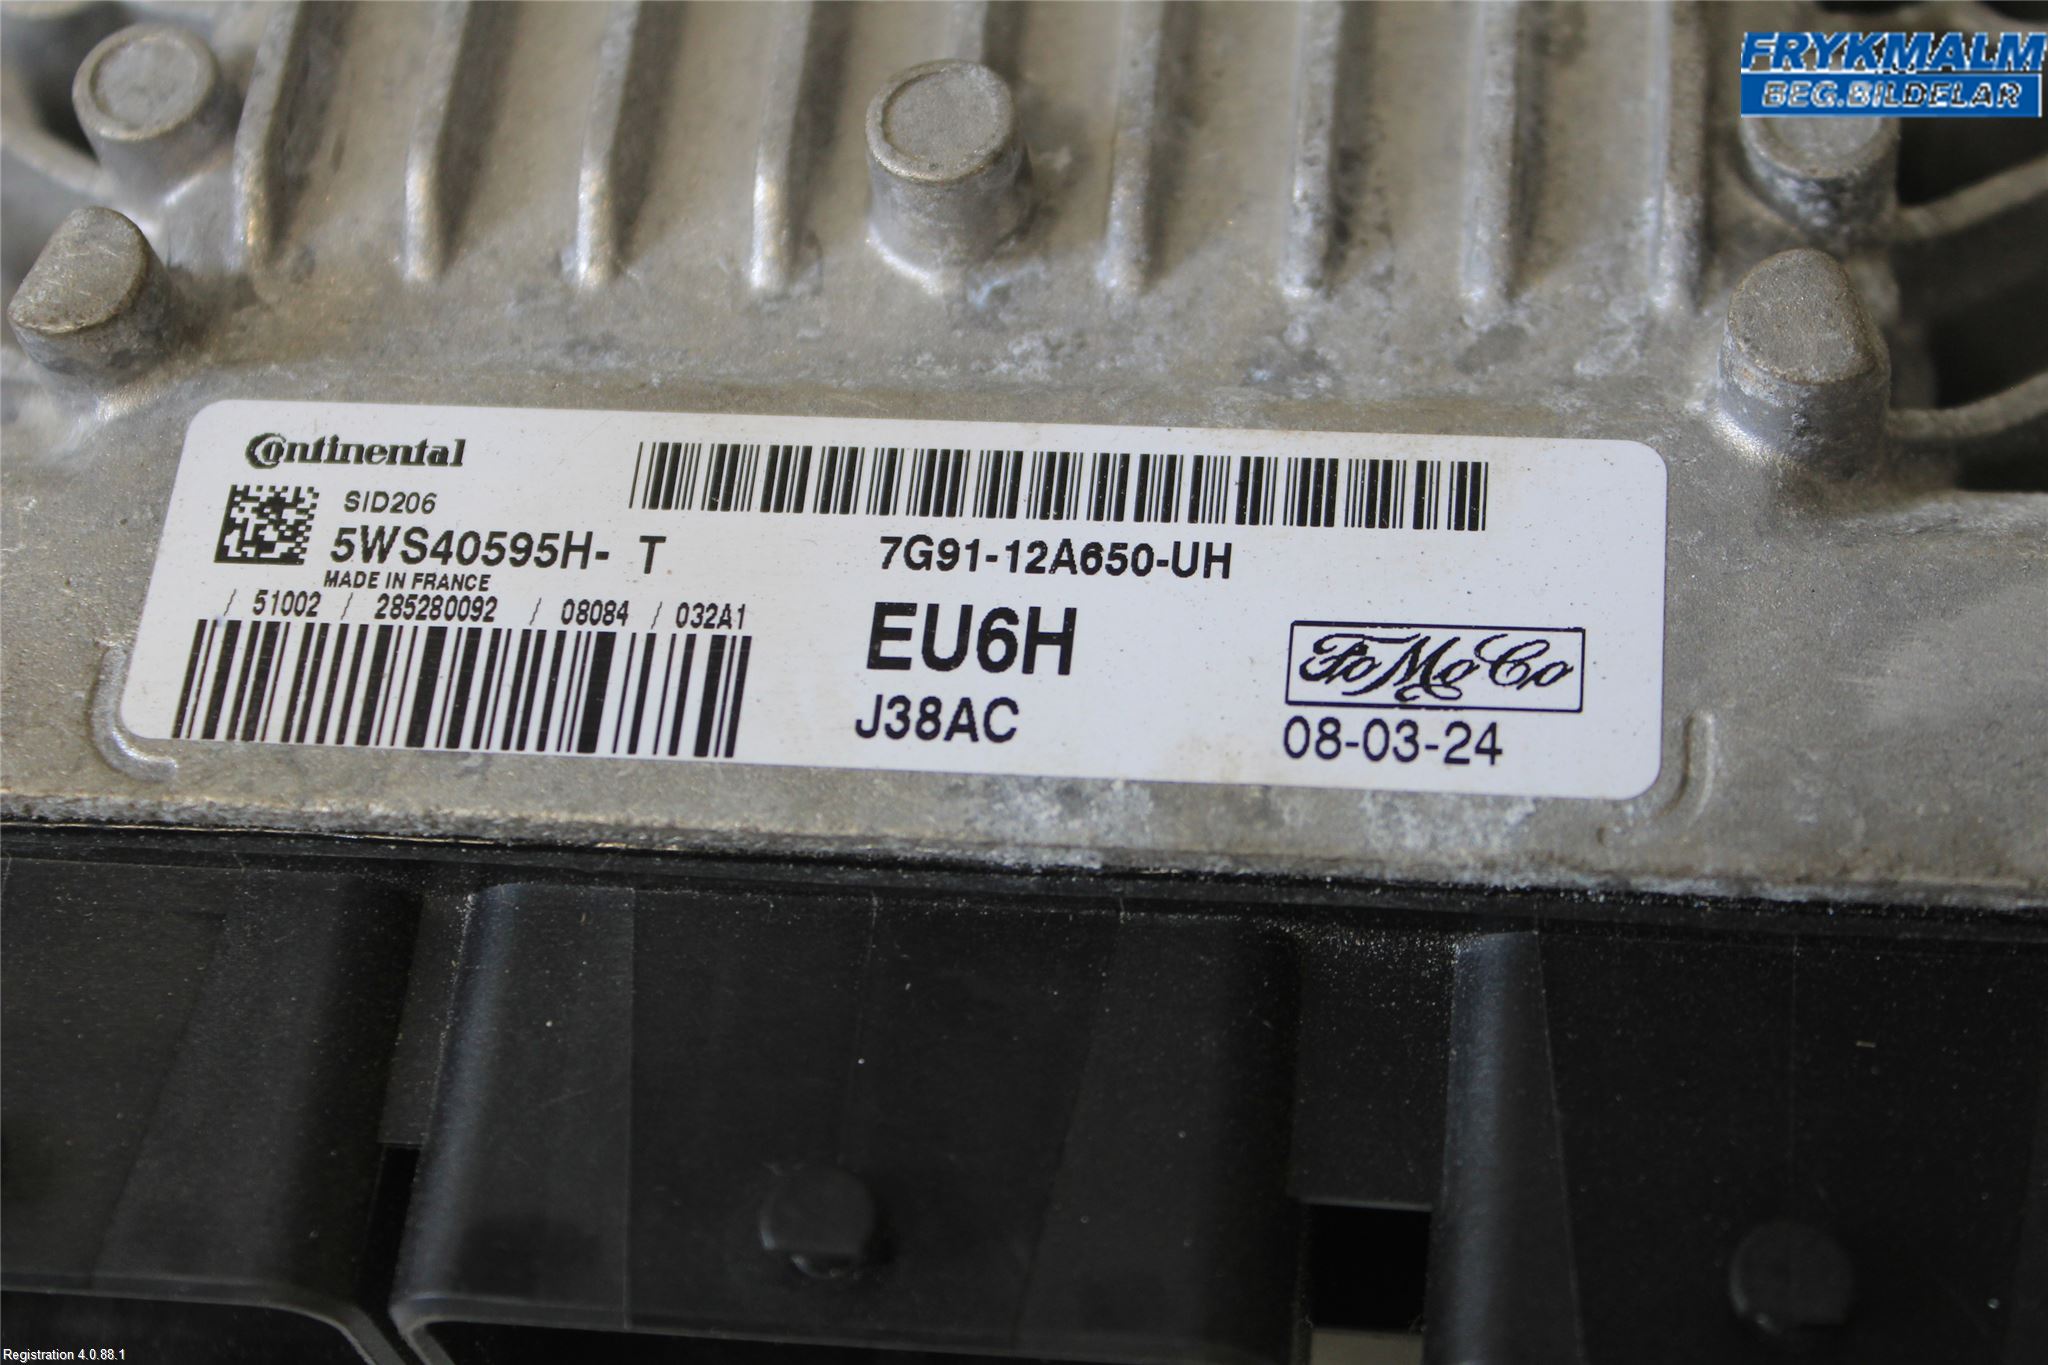 FRYKMALM
BEG.BILDELAR
Continental
SID206
5WS40595H- T
MADE IN FRANCE
/ 51002 / 285280092 / 08084 / 032A1
7G91-12A650-UH
EU6H
J38AC
FoMoCo
08-03-24
Registration 4.0.88.1